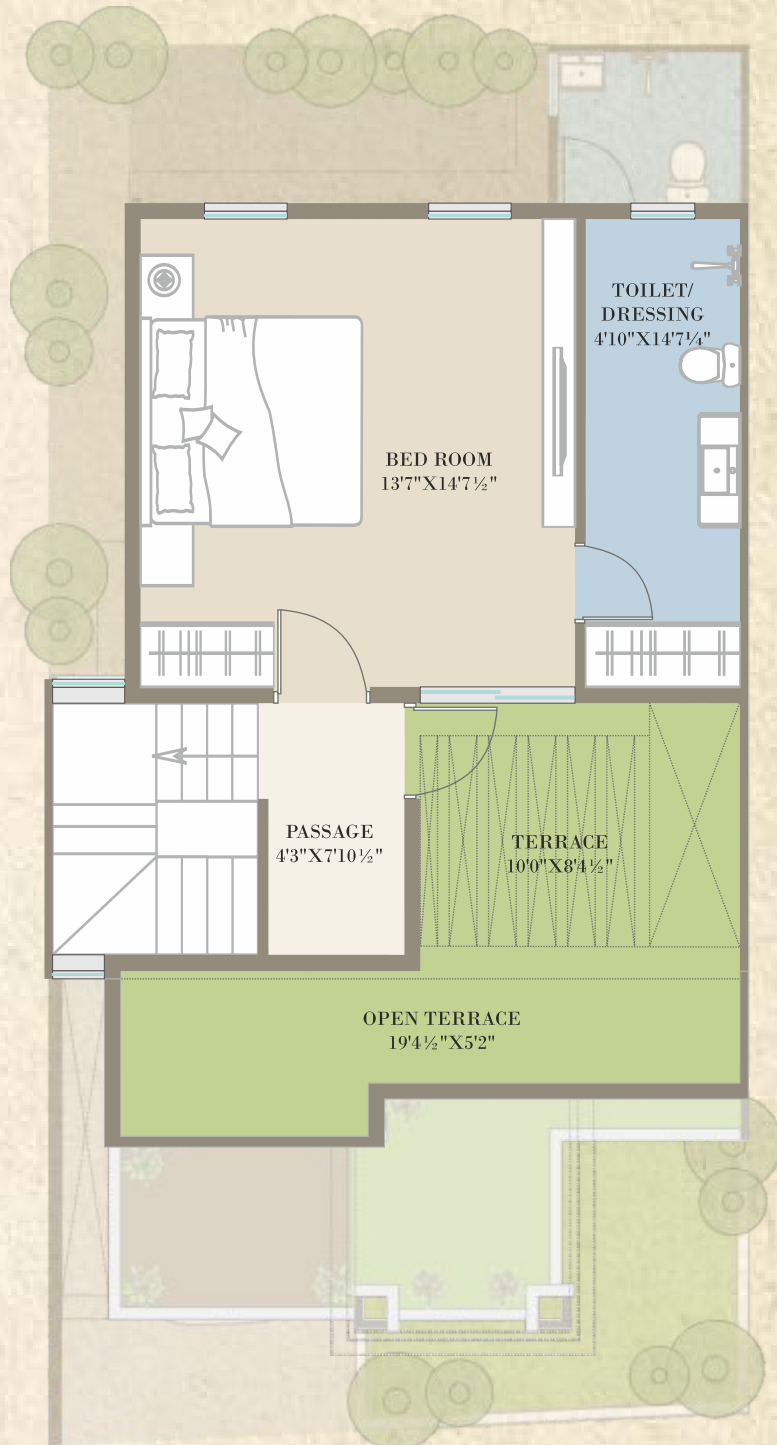 TOILET/
DRESSING
4'10"X14'7¼"
BED ROOM
13'7"X14'7½"
PASSAGE
4'3"X7'10½"
TERRACE
10'0"X8'4½"
OPEN TERRACE
19'4½"X5'2"